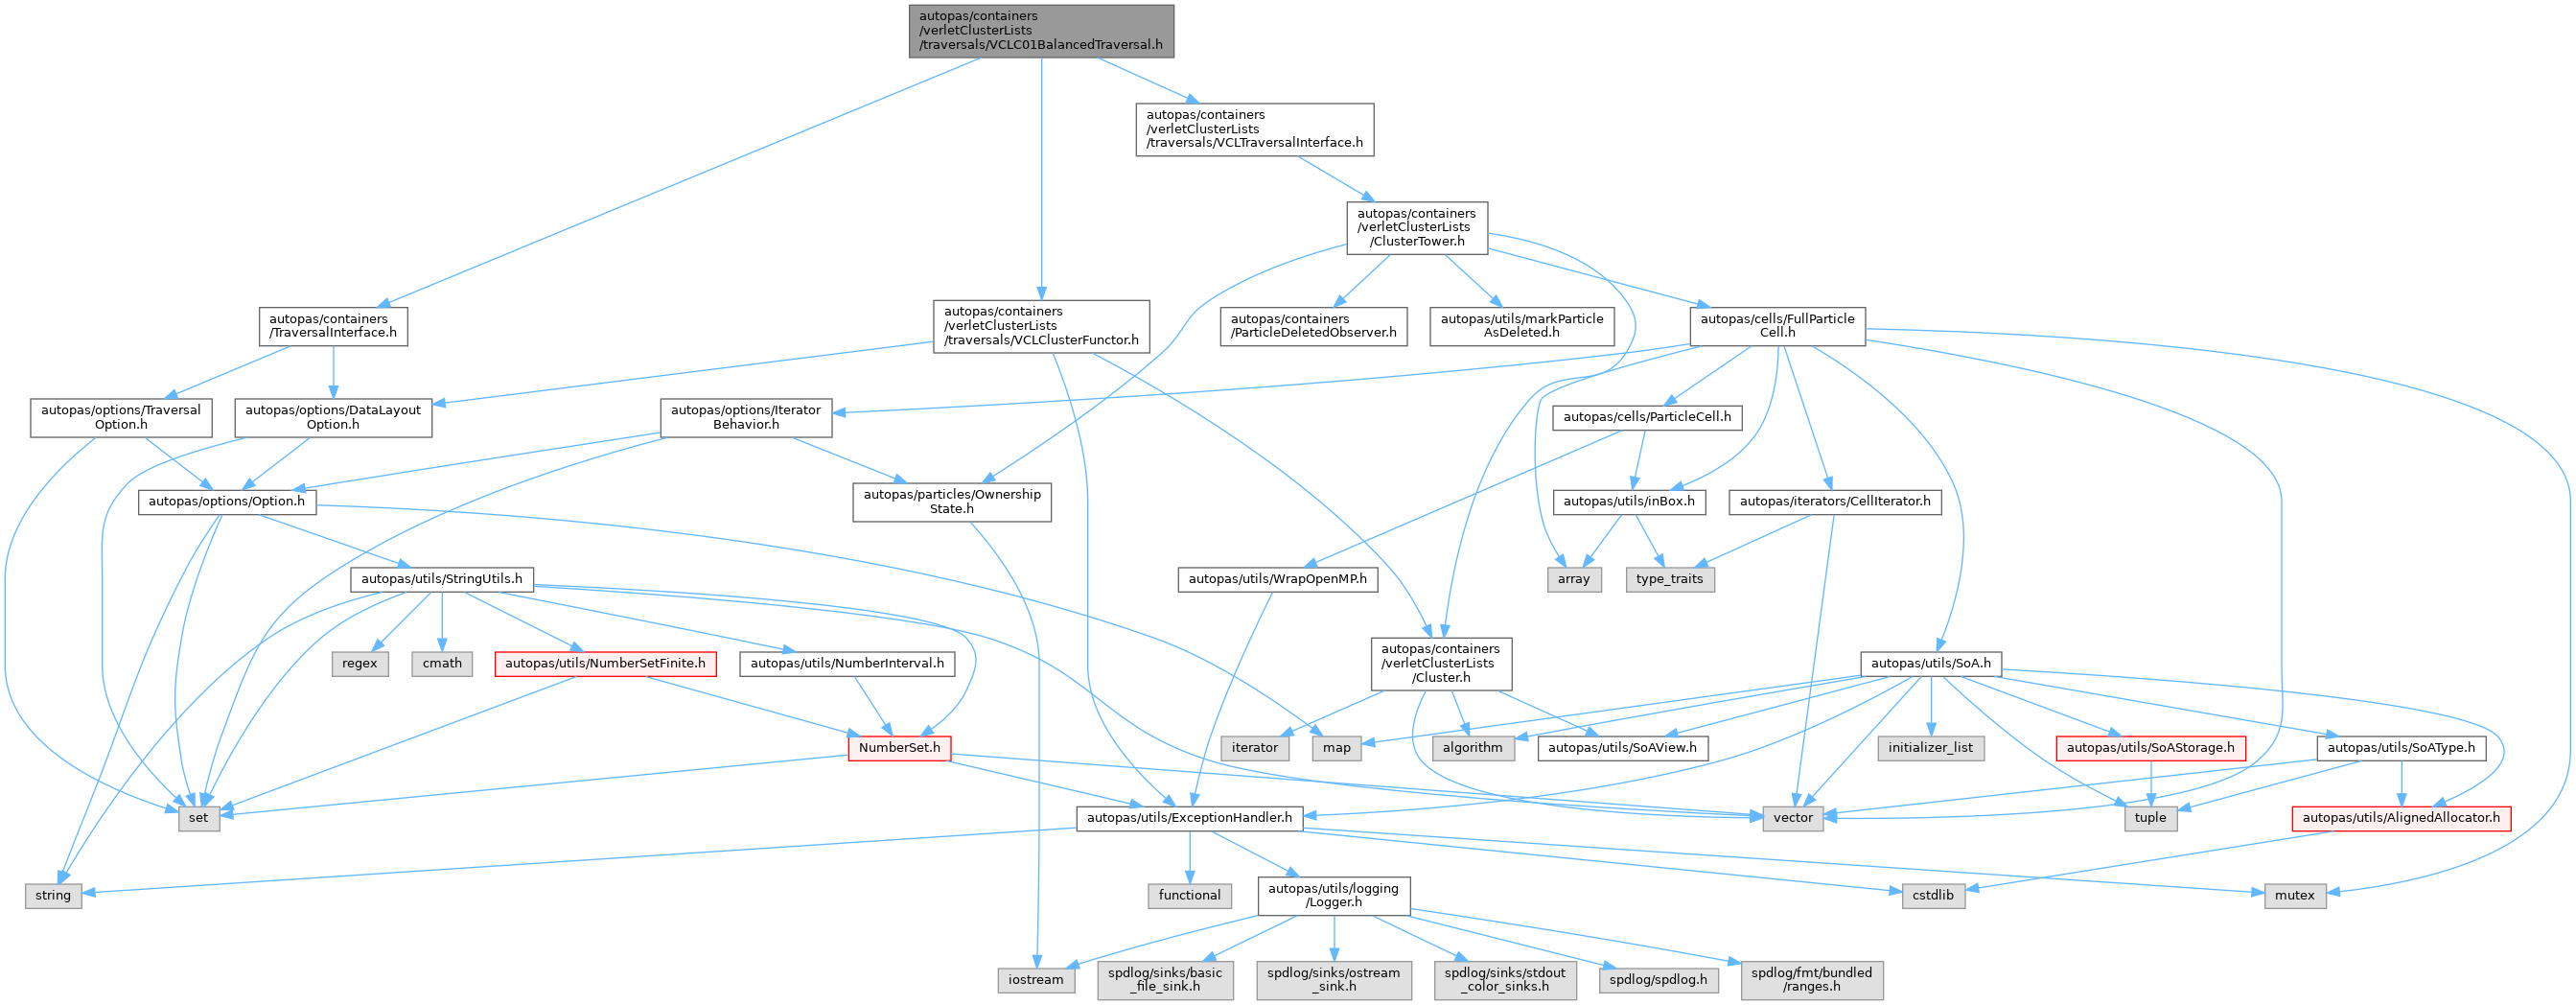 autopas/containers
/verletClusterLists
/traversals/VCLC01BalancedTraversal.h
autopas/containers
/verletClusterLists
/traversals/VCLTraversalInterface.h
autopas/containers
/verletClusterLists
/ClusterTower.h
autopas/containers
/TraversalInterface.h
autopas/containers
/verletClusterLists
/traversals/VCLClusterFunctor.h
autopas/containers
/ParticleDeletedObserver.h
autopas/utils/markParticle
AsDeleted.h
autopas/cells/FullParticle
Cell.h
autopas/options/Traversal
Option.h
autopas/options/DataLayout
Option.h
autopas/options/Iterator
Behavior.h
autopas/cells/ParticleCell.h
autopas/options/Option.h
autopas/particles/Ownership
State.h
autopas/utils/inBox.h
autopas/iterators/CellIterator.h
autopas/utils/StringUtils.h
autopas/utils/WrapOpenMP.h
array
type_traits
regex
cmath
autopas/utils/NumberSetFinite.h
autopas/utils/NumberInterval.h
autopas/containers
/verletClusterLists
/Cluster.h
autopas/utils/SoA.h
NumberSet.h
iterator
map
algorithm
autopas/utils/SoAView.h
initializer_list
autopas/utils/SoAStorage.h
autopas/utils/SoAType.h
set
autopas/utils/ExceptionHandler.h
vector
tuple
autopas/utils/AlignedAllocator.h
string
functional
autopas/utils/logging
/Logger.h
cstdlib
mutex
iostream
spdlog/sinks/basic
_file_sink.h
spdlog/sinks/ostream
_sink.h
spdlog/sinks/stdout
_color_sinks.h
spdlog/spdlog.h
spdlog/fmt/bundled
/ranges.h